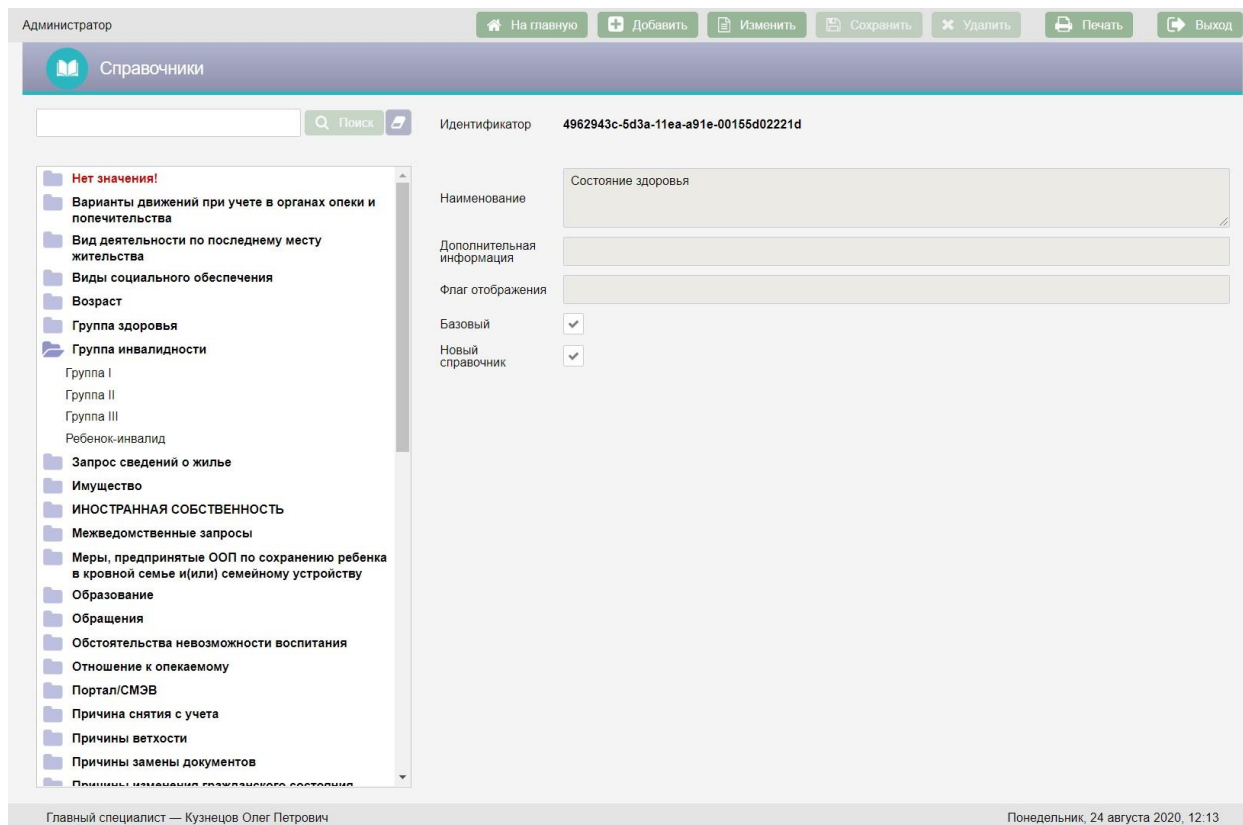 Администратор
На главную
Добавить
Изменить
Сохранить
Удалить
Печать
Выход
Справочники
Поиск
Идентификатор 4962943c-5d3a-11ea-a91e-00155d02221d
Нет значения!
Варианты движений при учете в органах опеки и
попечительства
Вид деятельности по последнему месту
жительства
Виды социального обеспечения
Возраст
Группа здоровья
Группа инвалидности
Группа I
Группа II
Группа III
Ребенок-инвалид
Запрос сведений о жилье
Имущество
ИНОСТРАННАЯ СОБСТВЕННОСТЬ
Межведомственные запросы
Меры, предпринятые ООП по сохранению ребенка
в кровной семье и(или) семейному устройству
Образование
Обращения
Обстоятельства невозможности воспитания
Отношение к опекаемому
Портал/СМЭВ
Причина снятия с учета
Причины ветхости
Причины замены документов
Причины изменения гражданского состояния
Наименование
Состояние здоровья
Дополнительная
информация
Флаг отображения
Базовый
Новый
справочник
Главный специалист — Кузнецов Олег Петрович
Понедельник, 24 августа 2020, 12:13